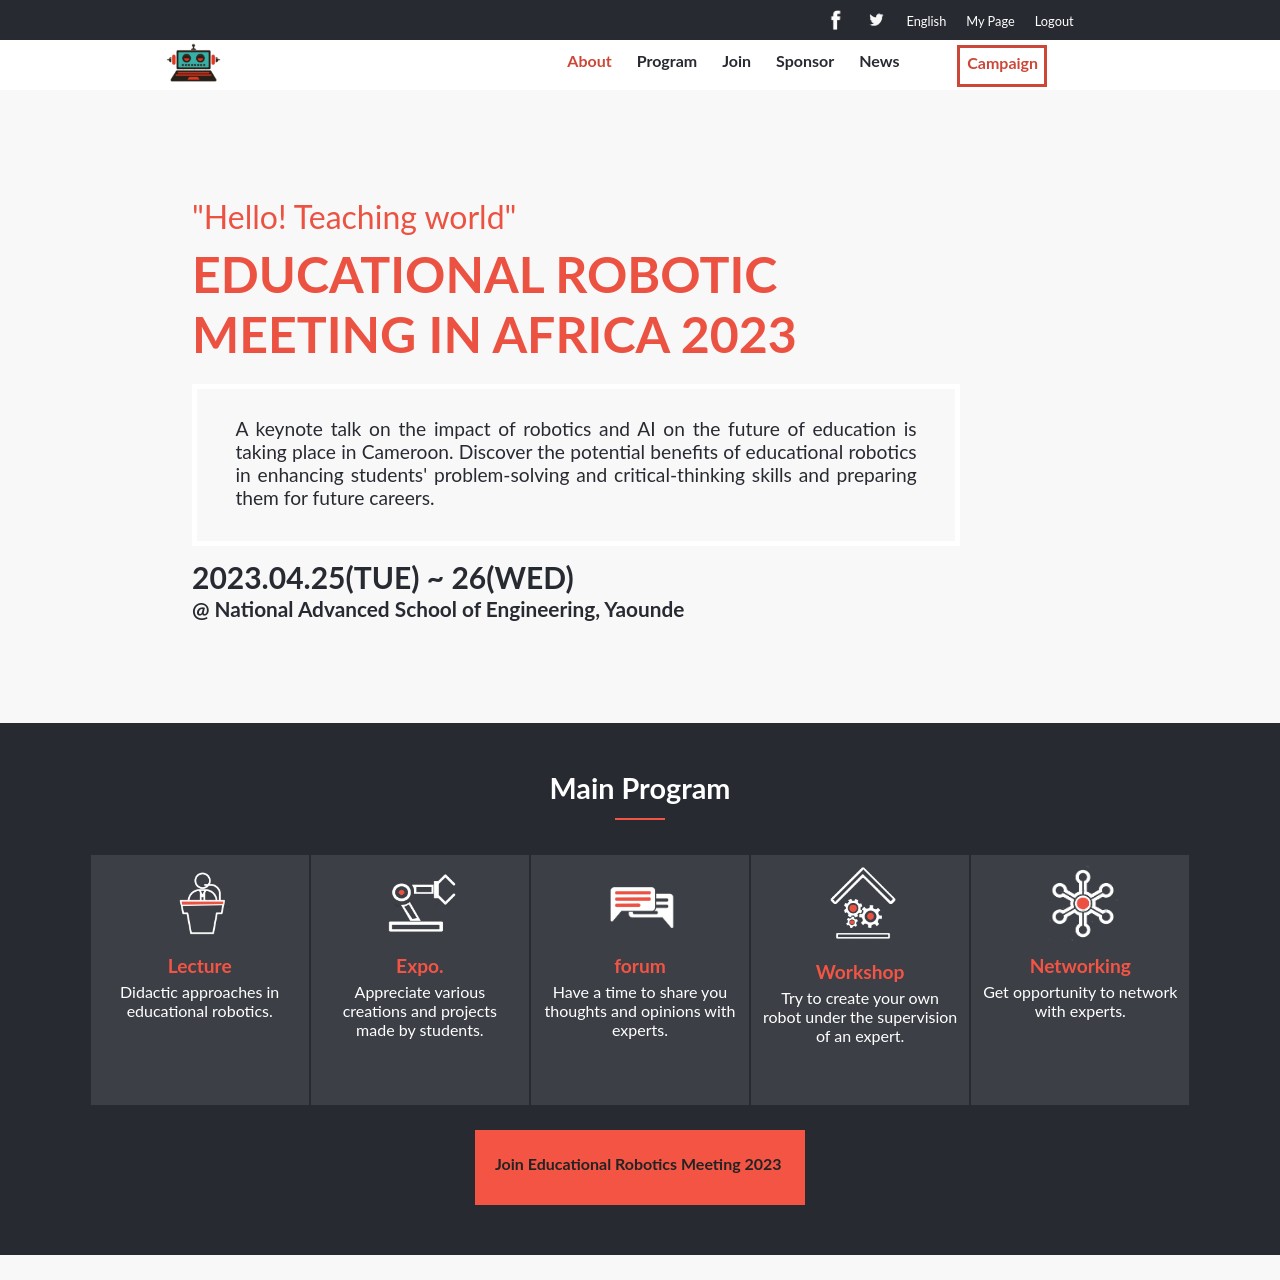 English My Page Logout
About Program Join Sponsor News Campaign
"Hello! Teaching world"
EDUCATIONAL ROBOTIC
MEETING IN AFRICA 2023
A keynote talk on the impact of robotics and AI on the future of education is
taking place in Cameroon. Discover the potential benefits of educational robotics
in enhancing students' problem-solving and critical-thinking skills and preparing
them for future careers.
2023.04.25(TUE) ~ 26(WED)
@ National Advanced School of Engineering, Yaounde
Main Program
Lecture
Didactic approaches in
educational robotics.
Expo.
Appreciate various
creations and projects
made by students.
forum
Have a time to share you
thoughts and opinions with
experts.
Workshop
Try to create your own
robot under the supervision
of an expert.
Networking
Get opportunity to network
with experts.
Join Educational Robotics Meeting 2023